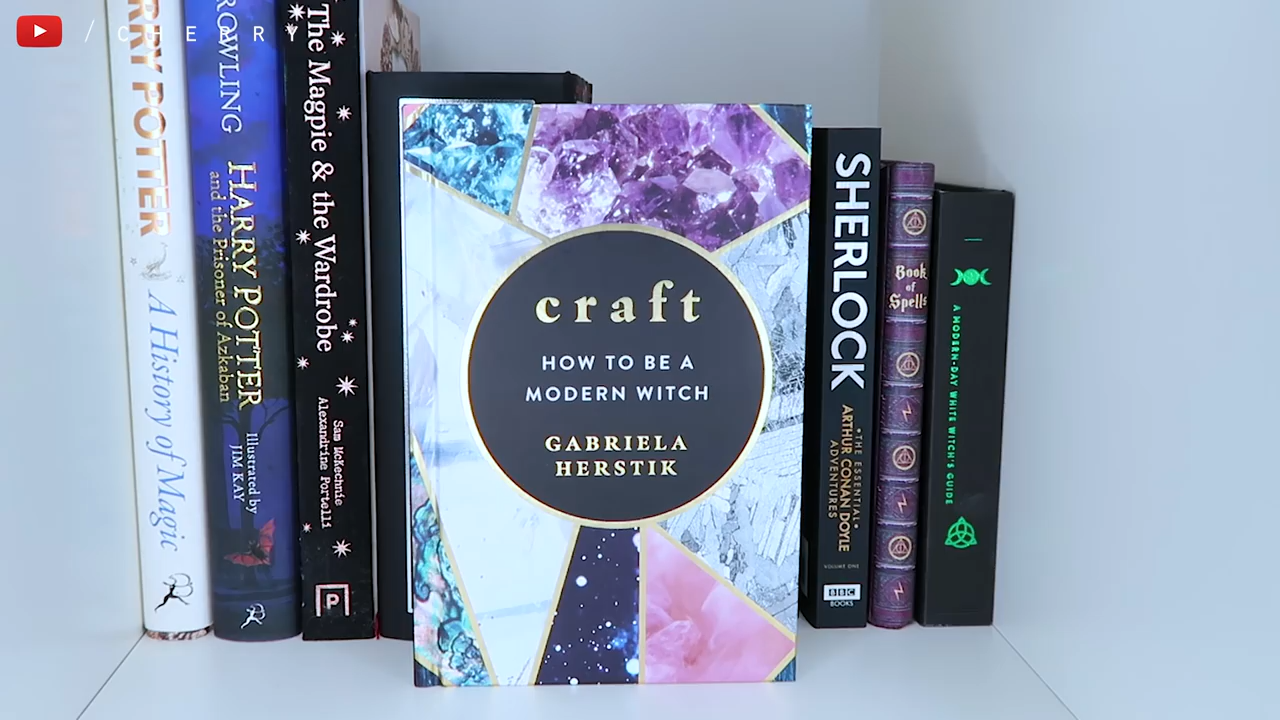 / CHERRY
RRY POTTER
A History of Magic
ROWLING
HARRY POTTER
and the Prisoner of Azkaban
Illustrated by
JIM KAY
The Magpie & the Wardrobe
Sam McKechnie
Alexandrine Portelli
P
craft
HOW TO BE A
MODERN WITCH
GABRIELA
HERSTIK
SHERLOCK
*THE ESSENTIAL*
ARTHUR CONAN DOYLE
ADVENTURES
VOLUME ONE
BBC
BOOKS
Book
of
Spells
A MODERN-DAY WHITE WITCH'S GUIDE